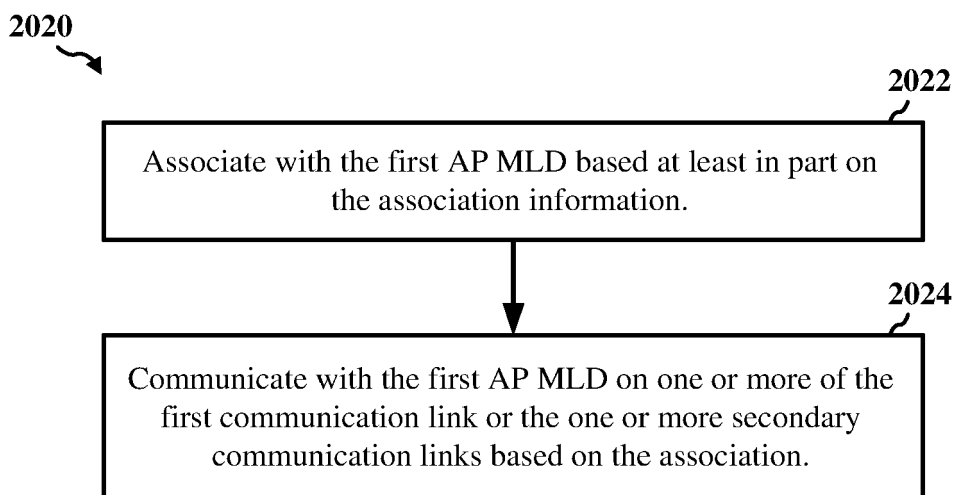 2020
2022
Associate with the first AP MLD based at least in part on
the association information.
2024
Communicate with the first AP MLD on one or more of the
first communication link or the one or more secondary
communication links based on the association.